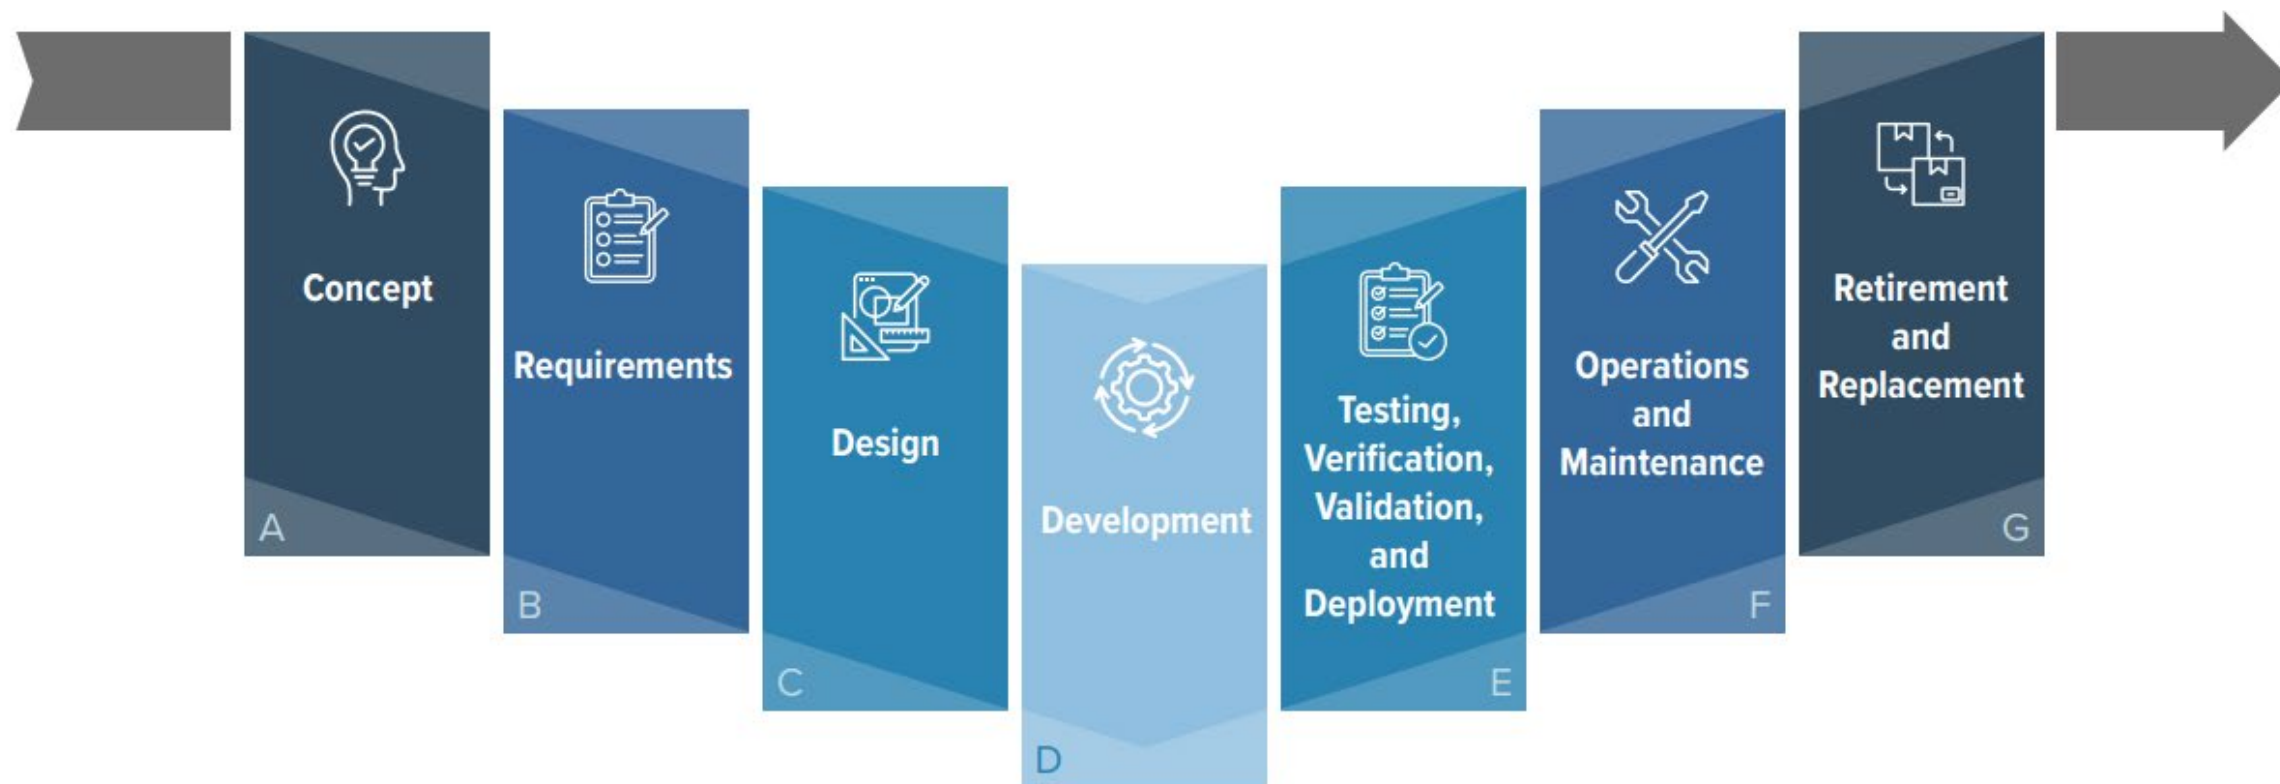 Concept
A
Requirements
B
Design
C
Development
D
Testing,
Verification,
Validation,
and
Deployment
E
Operations
and
Maintenance
F
Retirement
and
Replacement
G